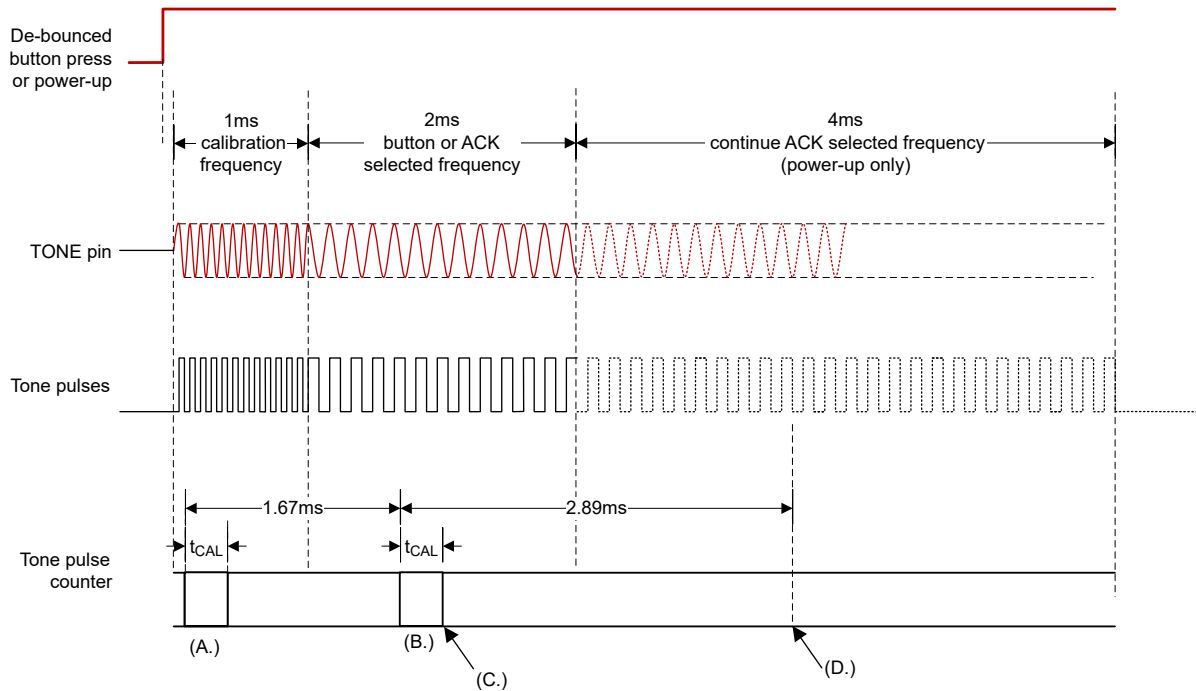 De-bounced
button press
or power-up
1ms
calibration
frequency
2ms
button or ACK
selected frequency
4ms
continue ACK selected frequency
(power-up only)
TONE pin
Tone pulses
1.67ms
2.89ms
tCAL
tCAL
Tone pulse
counter
(A.)
(B.)
(C.)
(D.)